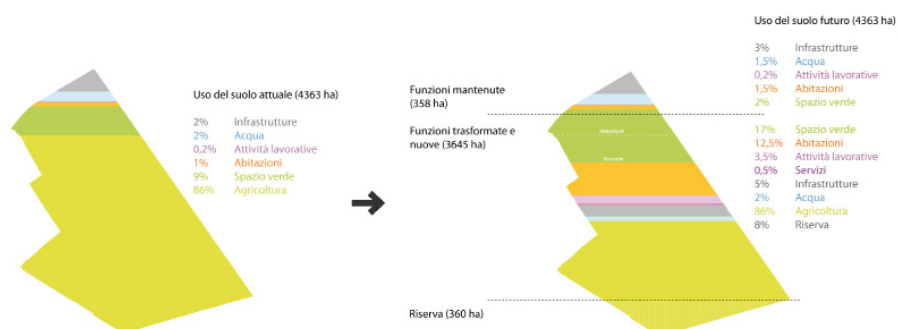 Uso del suolo attuale (4363 ha)
2% Infrastrutture
2% Acqua
0,2% Attività lavorative
1% Abitazioni
9% Spazio verde
86% Agricoltura
Funzioni mantenute
(358 ha)
Funzioni trasformate e
nuove (3645 ha)
Riserva (360 ha)
Uso del suolo futuro (4363 ha)
3% Infrastrutture
1,5% Acqua
0,2% Attività lavorative
1,5% Abitazioni
2% Spazio verde
17% Spazio verde
12,5% Abitazioni
3,5% Attività lavorative
0,5% Servizi
5% Infrastrutture
2% Acqua
86% Agricoltura
8% Riserva